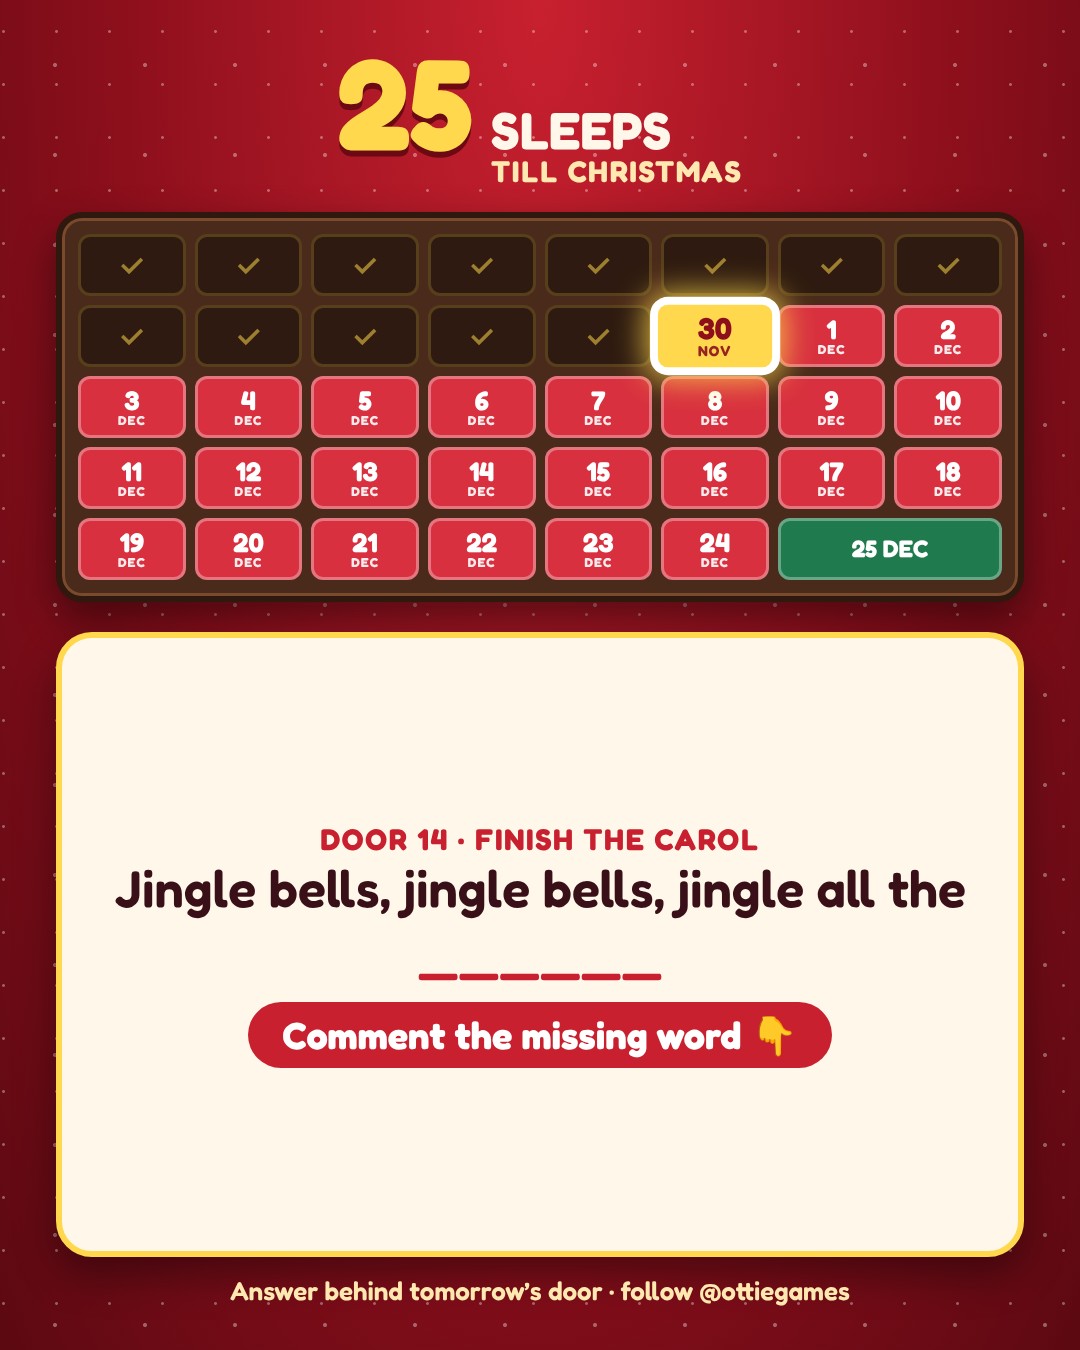 25 SLEEPS
TILL CHRISTMAS
30 NOV 1 DEC 2 DEC
3 DEC 4 DEC 5 DEC 6 DEC 7 DEC 8 DEC 9 DEC 10 DEC
11 DEC 12 DEC 13 DEC 14 DEC 15 DEC 16 DEC 17 DEC 18 DEC
19 DEC 20 DEC 21 DEC 22 DEC 23 DEC 24 DEC 25 DEC
DOOR 14 · FINISH THE CAROL
Jingle bells, jingle bells, jingle all the
______
Comment the missing word 👇
Answer behind tomorrow’s door · follow @ottiegames